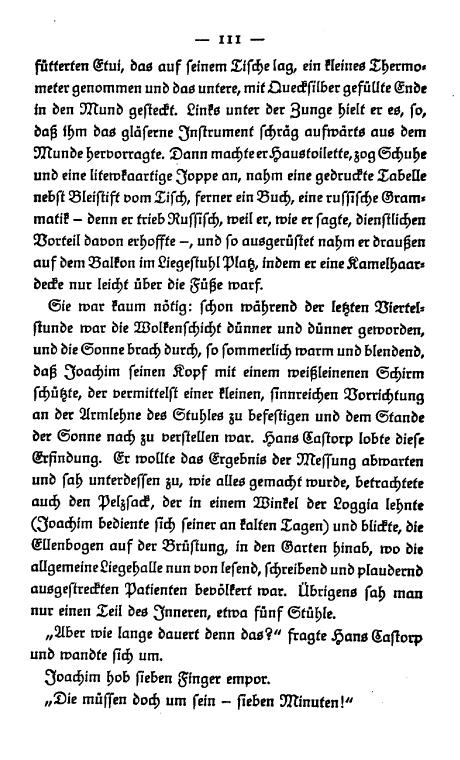 — 111 —
fütterten Etui, das auf seinem Tische lag, ein kleines Thermo-
meter genommen und das untere, mit Quecksilber gefüllte Ende
in den Mund gesteckt. Links unter der Zunge hielt er es, so,
daß ihm das gläserne Instrument schräg aufwärts aus dem
Munde hervorragte. Dann machte er Haustoilette, zog Schuhe
und eine litewkaartige Joppe an, nahm eine gedruckte Tabelle
nebst Bleistift vom Tisch, ferner ein Buch, eine russische Gram-
matik – denn er trieb Russisch, weil er, wie er sagte, dienstlichen
Vorteil davon erhoffte –, und so ausgerüstet nahm er draußen
auf dem Balkon im Liegestuhl Platz, indem er eine Kamelhaar-
decke nur leicht über die Füße warf.
Sie war kaum nötig: schon während der letzten Viertel-
stunde war die Wolkenschicht dünner und dünner geworden,
und die Sonne brach durch, so sommerlich warm und blendend,
daß Joachim seinen Kopf mit einem weißleinenen Schirm
schützte, der vermittelst einer kleinen, sinnreichen Vorrichtung
an der Armlehne des Stuhles zu befestigen und dem Stande
der Sonne nach zu verstellen war. Hans Castorp lobte diese
Erfindung. Er wollte das Ergebnis der Messung abwarten
und sah unterdessen zu, wie alles gemacht wurde, betrachtete
auch den Pelzsack, der in einem Winkel der Loggia lehnte
(Joachim bediente sich seiner an kalten Tagen) und blickte, die
Ellenbogen auf der Brüstung, in den Garten hinab, wo die
allgemeine Liegehalle nun von lesend, schreibend und plaudernd
ausgestreckten Patienten bevölkert war. Übrigens sah man
nur einen Teil des Inneren, etwa fünf Stühle.
„Aber wie lange dauert denn das?“ fragte Hans Castorp
und wandte sich um.
Joachim hob sieben Finger empor.
„Die müssen doch um sein – sieben Minuten!“